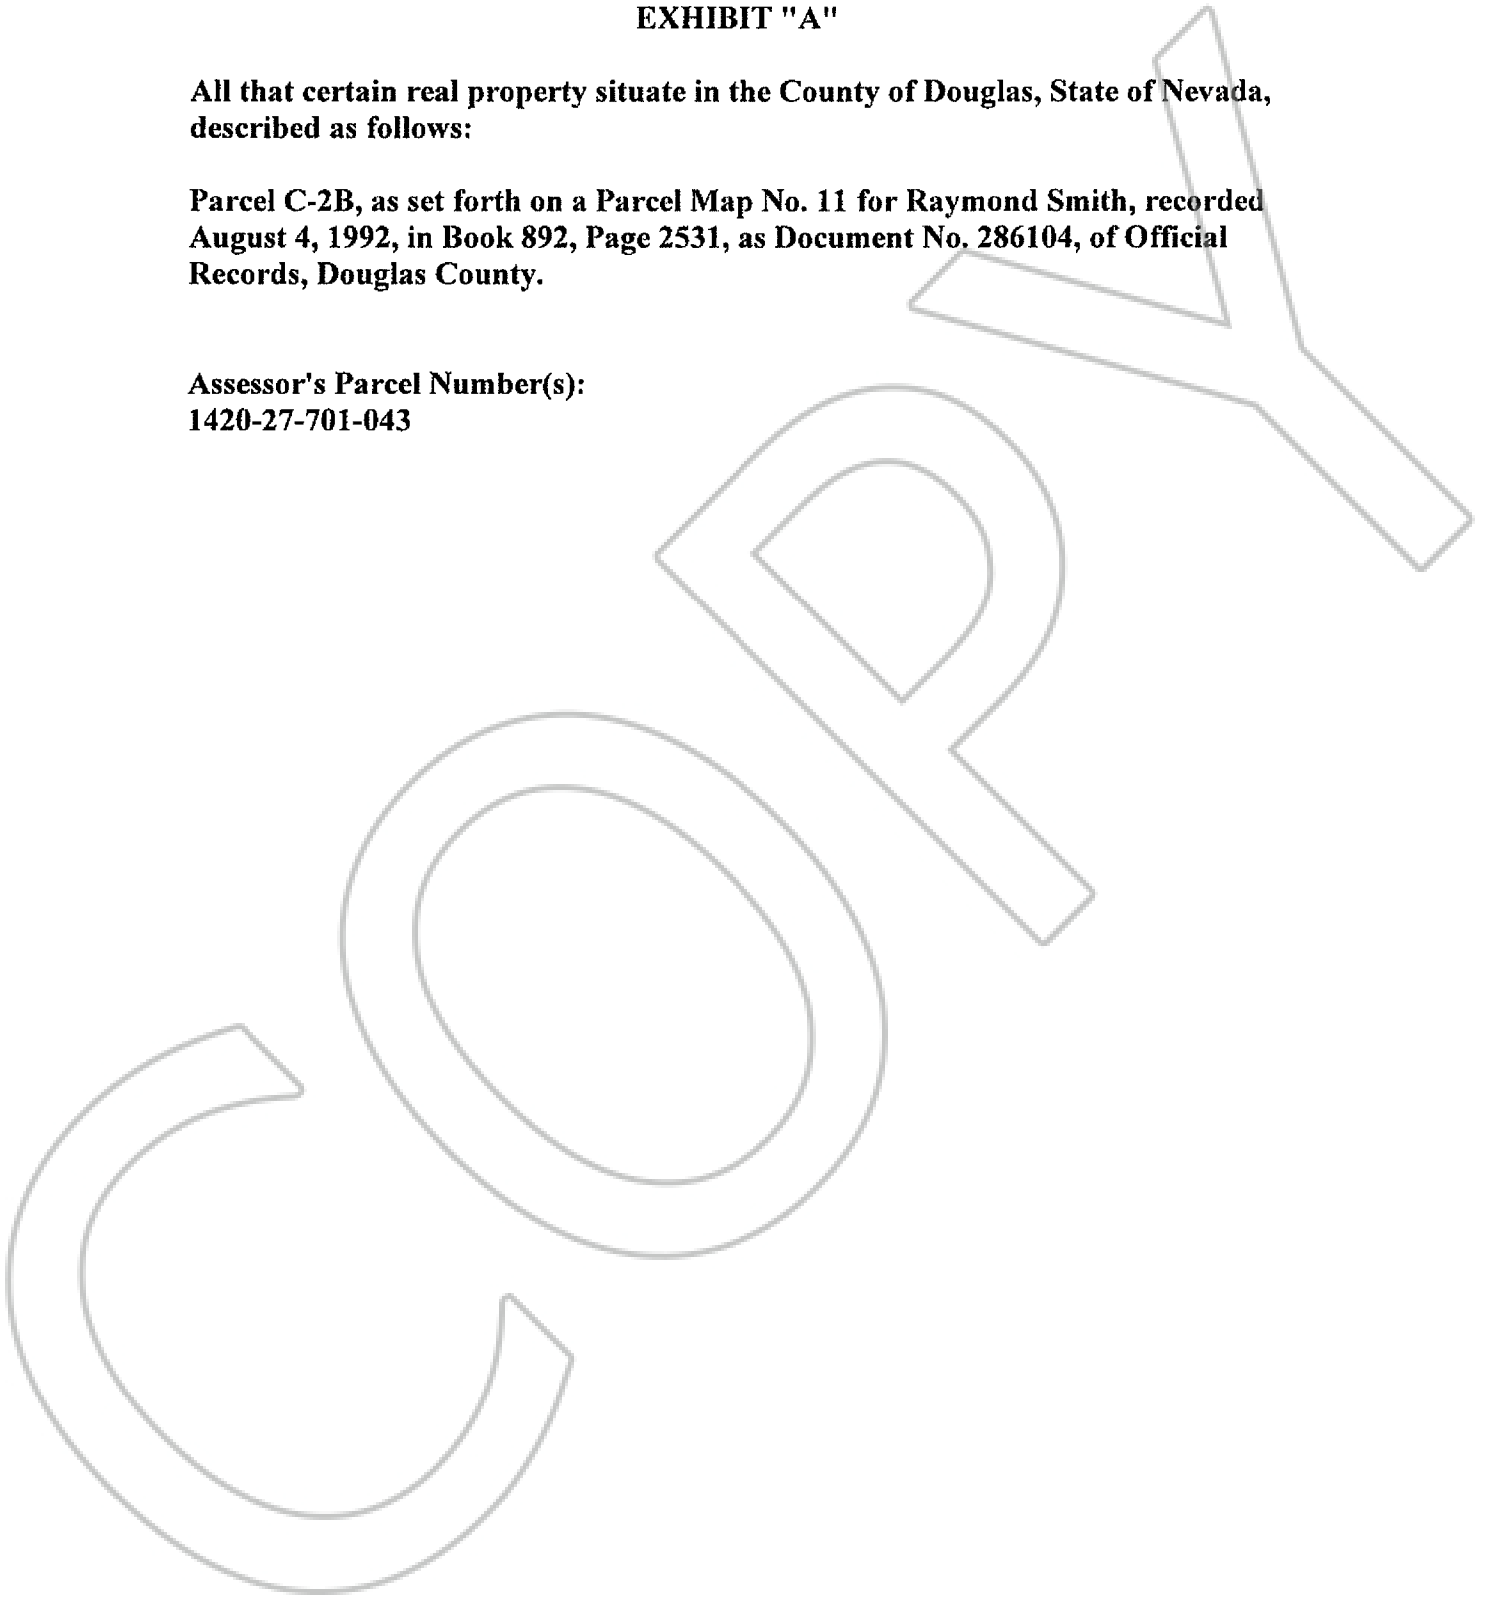 EXHIBIT "A"
All that certain real property situate in the County of Douglas, State of Nevada,
described as follows:
Parcel C-2B, as set forth on a Parcel Map No. 11 for Raymond Smith, recorded
August 4, 1992, in Book 892, Page 2531, as Document No. 286104, of Official
Records, Douglas County.
Assessor's Parcel Number(s):
1420-27-701-043
COPY